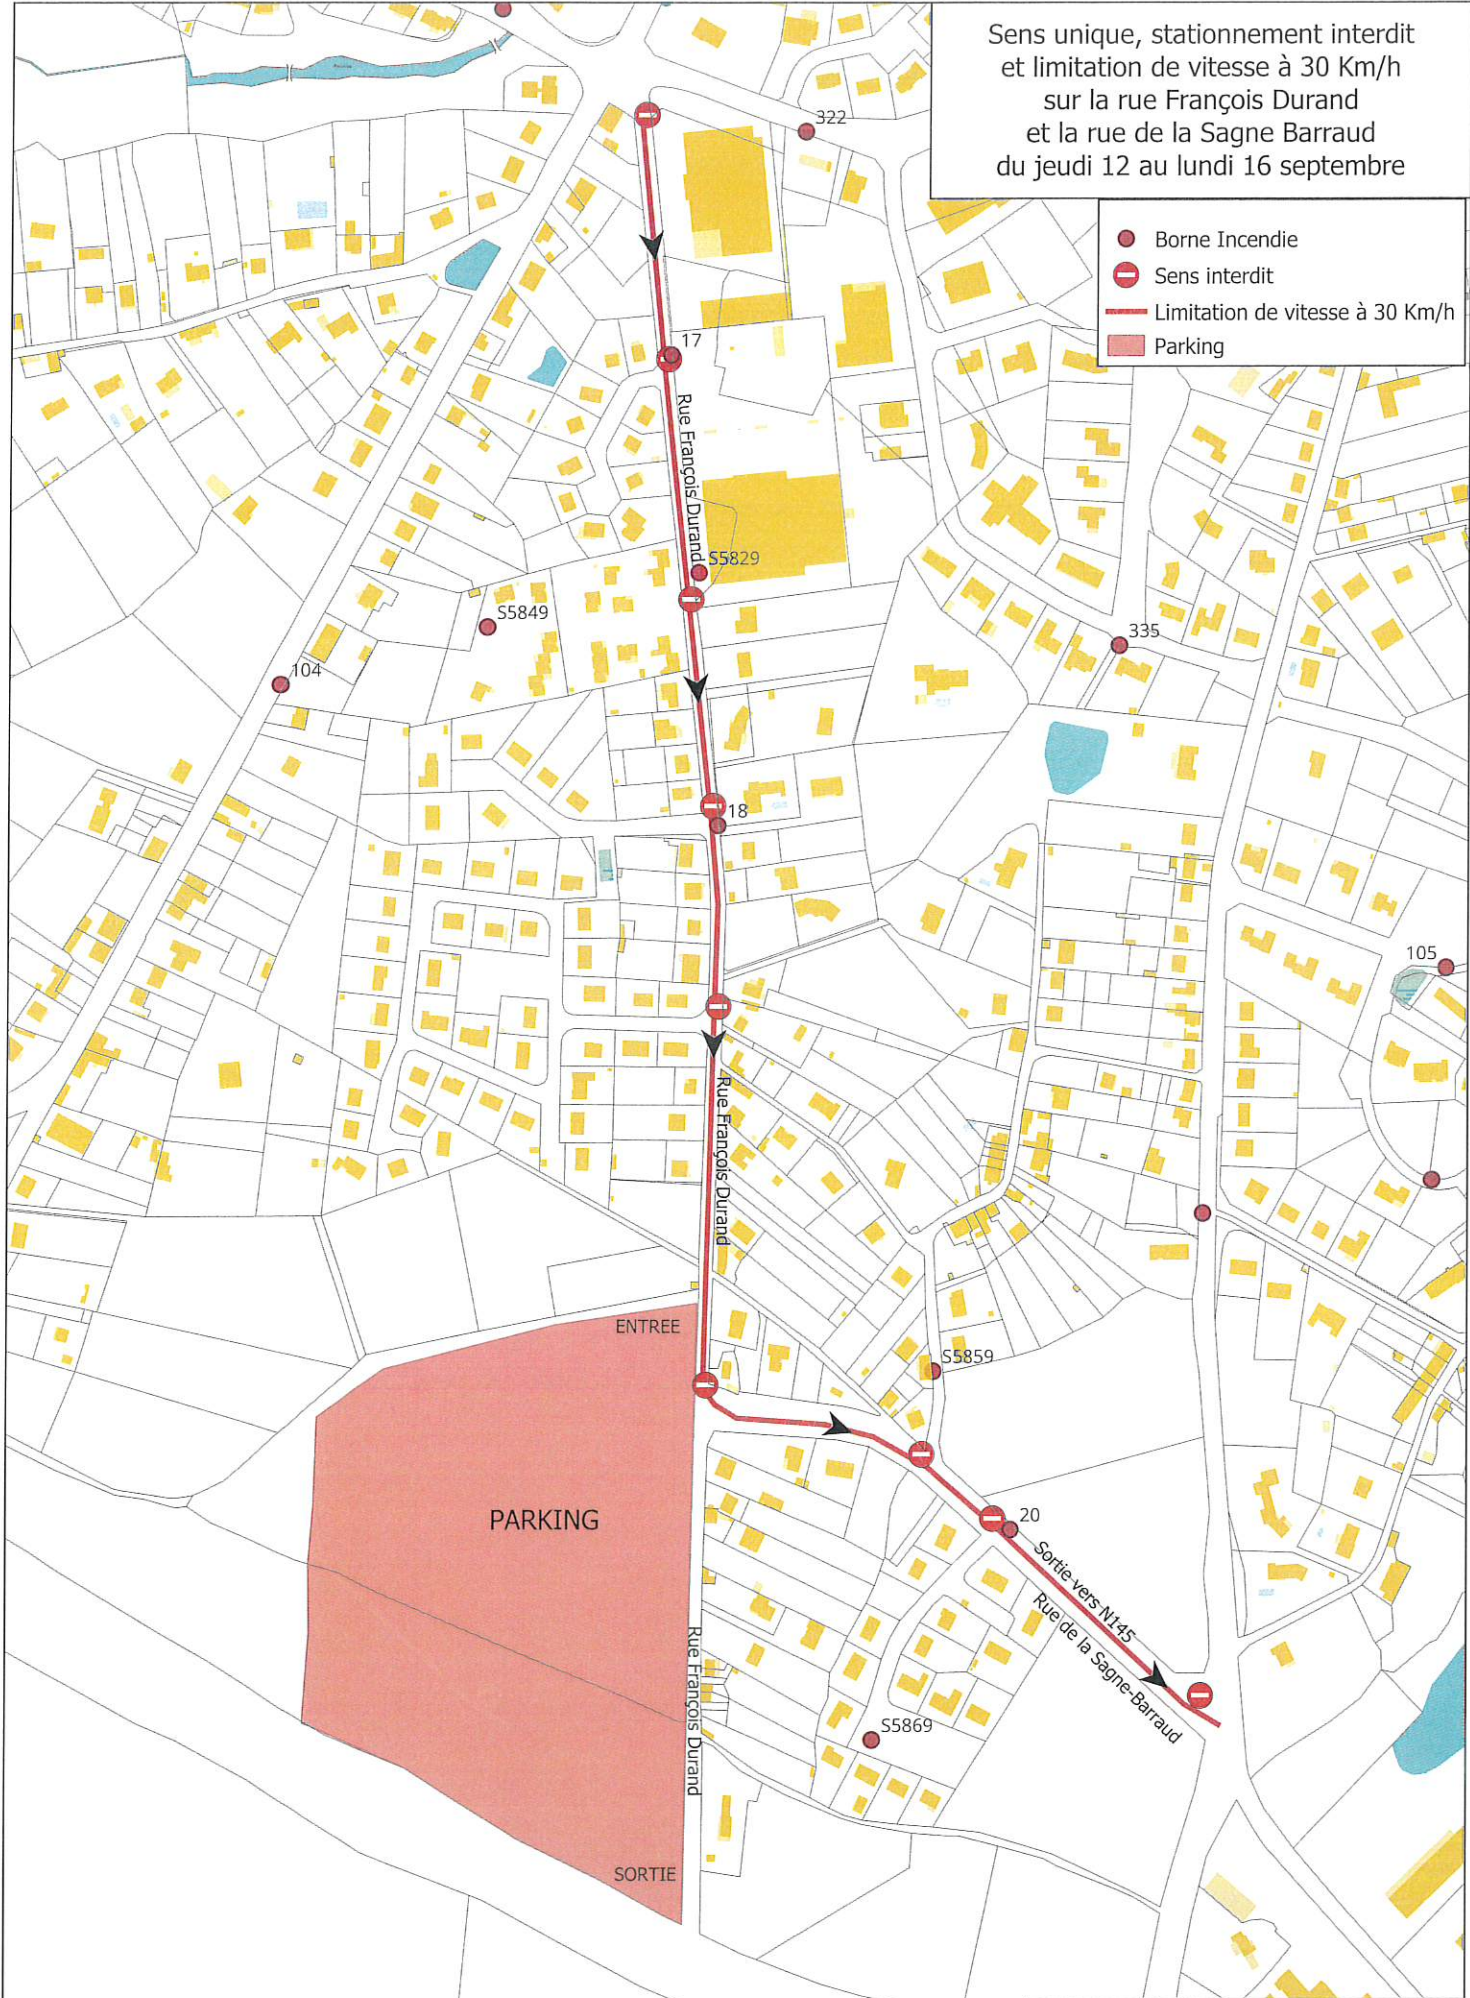 Sens unique, stationnement interdit
et limitation de vitesse à 30 Km/h
sur la rue François Durand
et la rue de la Sagne Barraud
du jeudi 12 au lundi 16 septembre
Borne Incendie
Sens interdit
Limitation de vitesse à 30 Km/h
Parking
322
17
Rue François Durand
S5829
S5849
335
104
18
105
Rue François Durand
ENTREE
S5859
PARKING
20
Sortie vers N145
Rue de la Sagne-Barraud
Rue François Durand
S5869
SORTIE